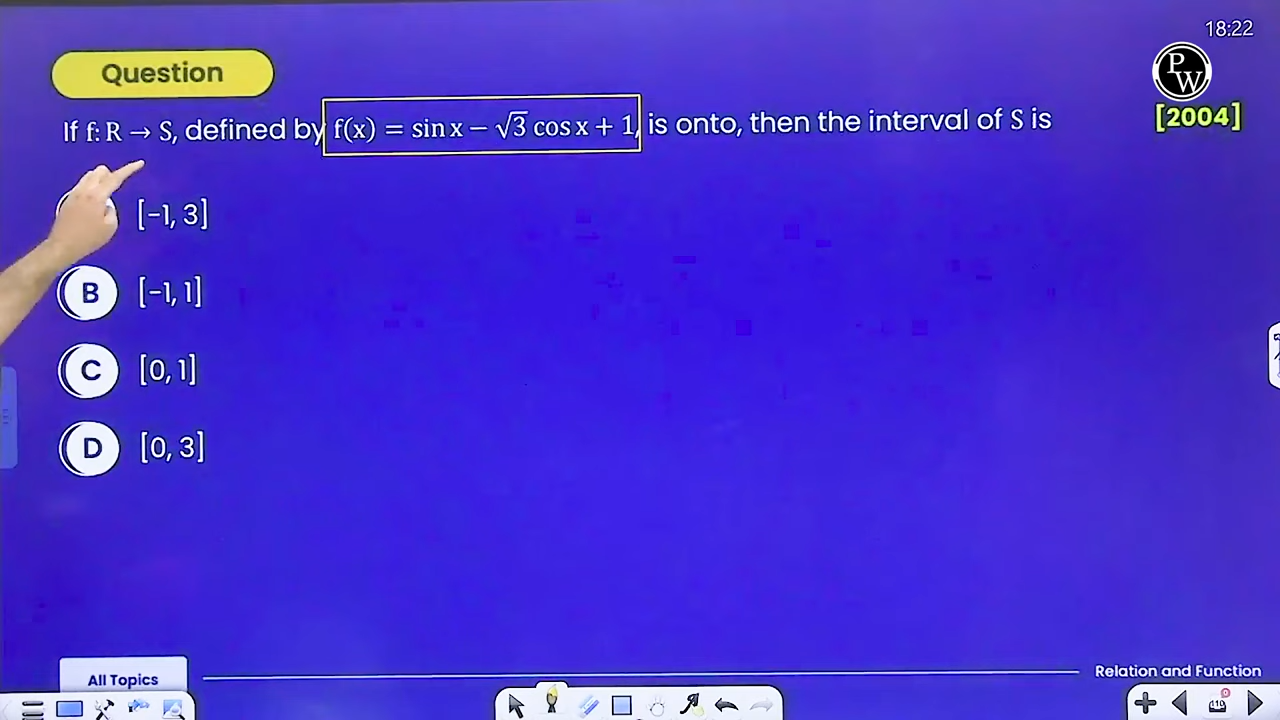 18:22
Question
PW
If f: R → S, defined by f(x) = sin x − √3 cos x + 1, is onto, then the interval of S is
[2004]
[−1, 3]
B [−1, 1]
C [0, 1]
D [0, 3]
All Topics
Relation and Function